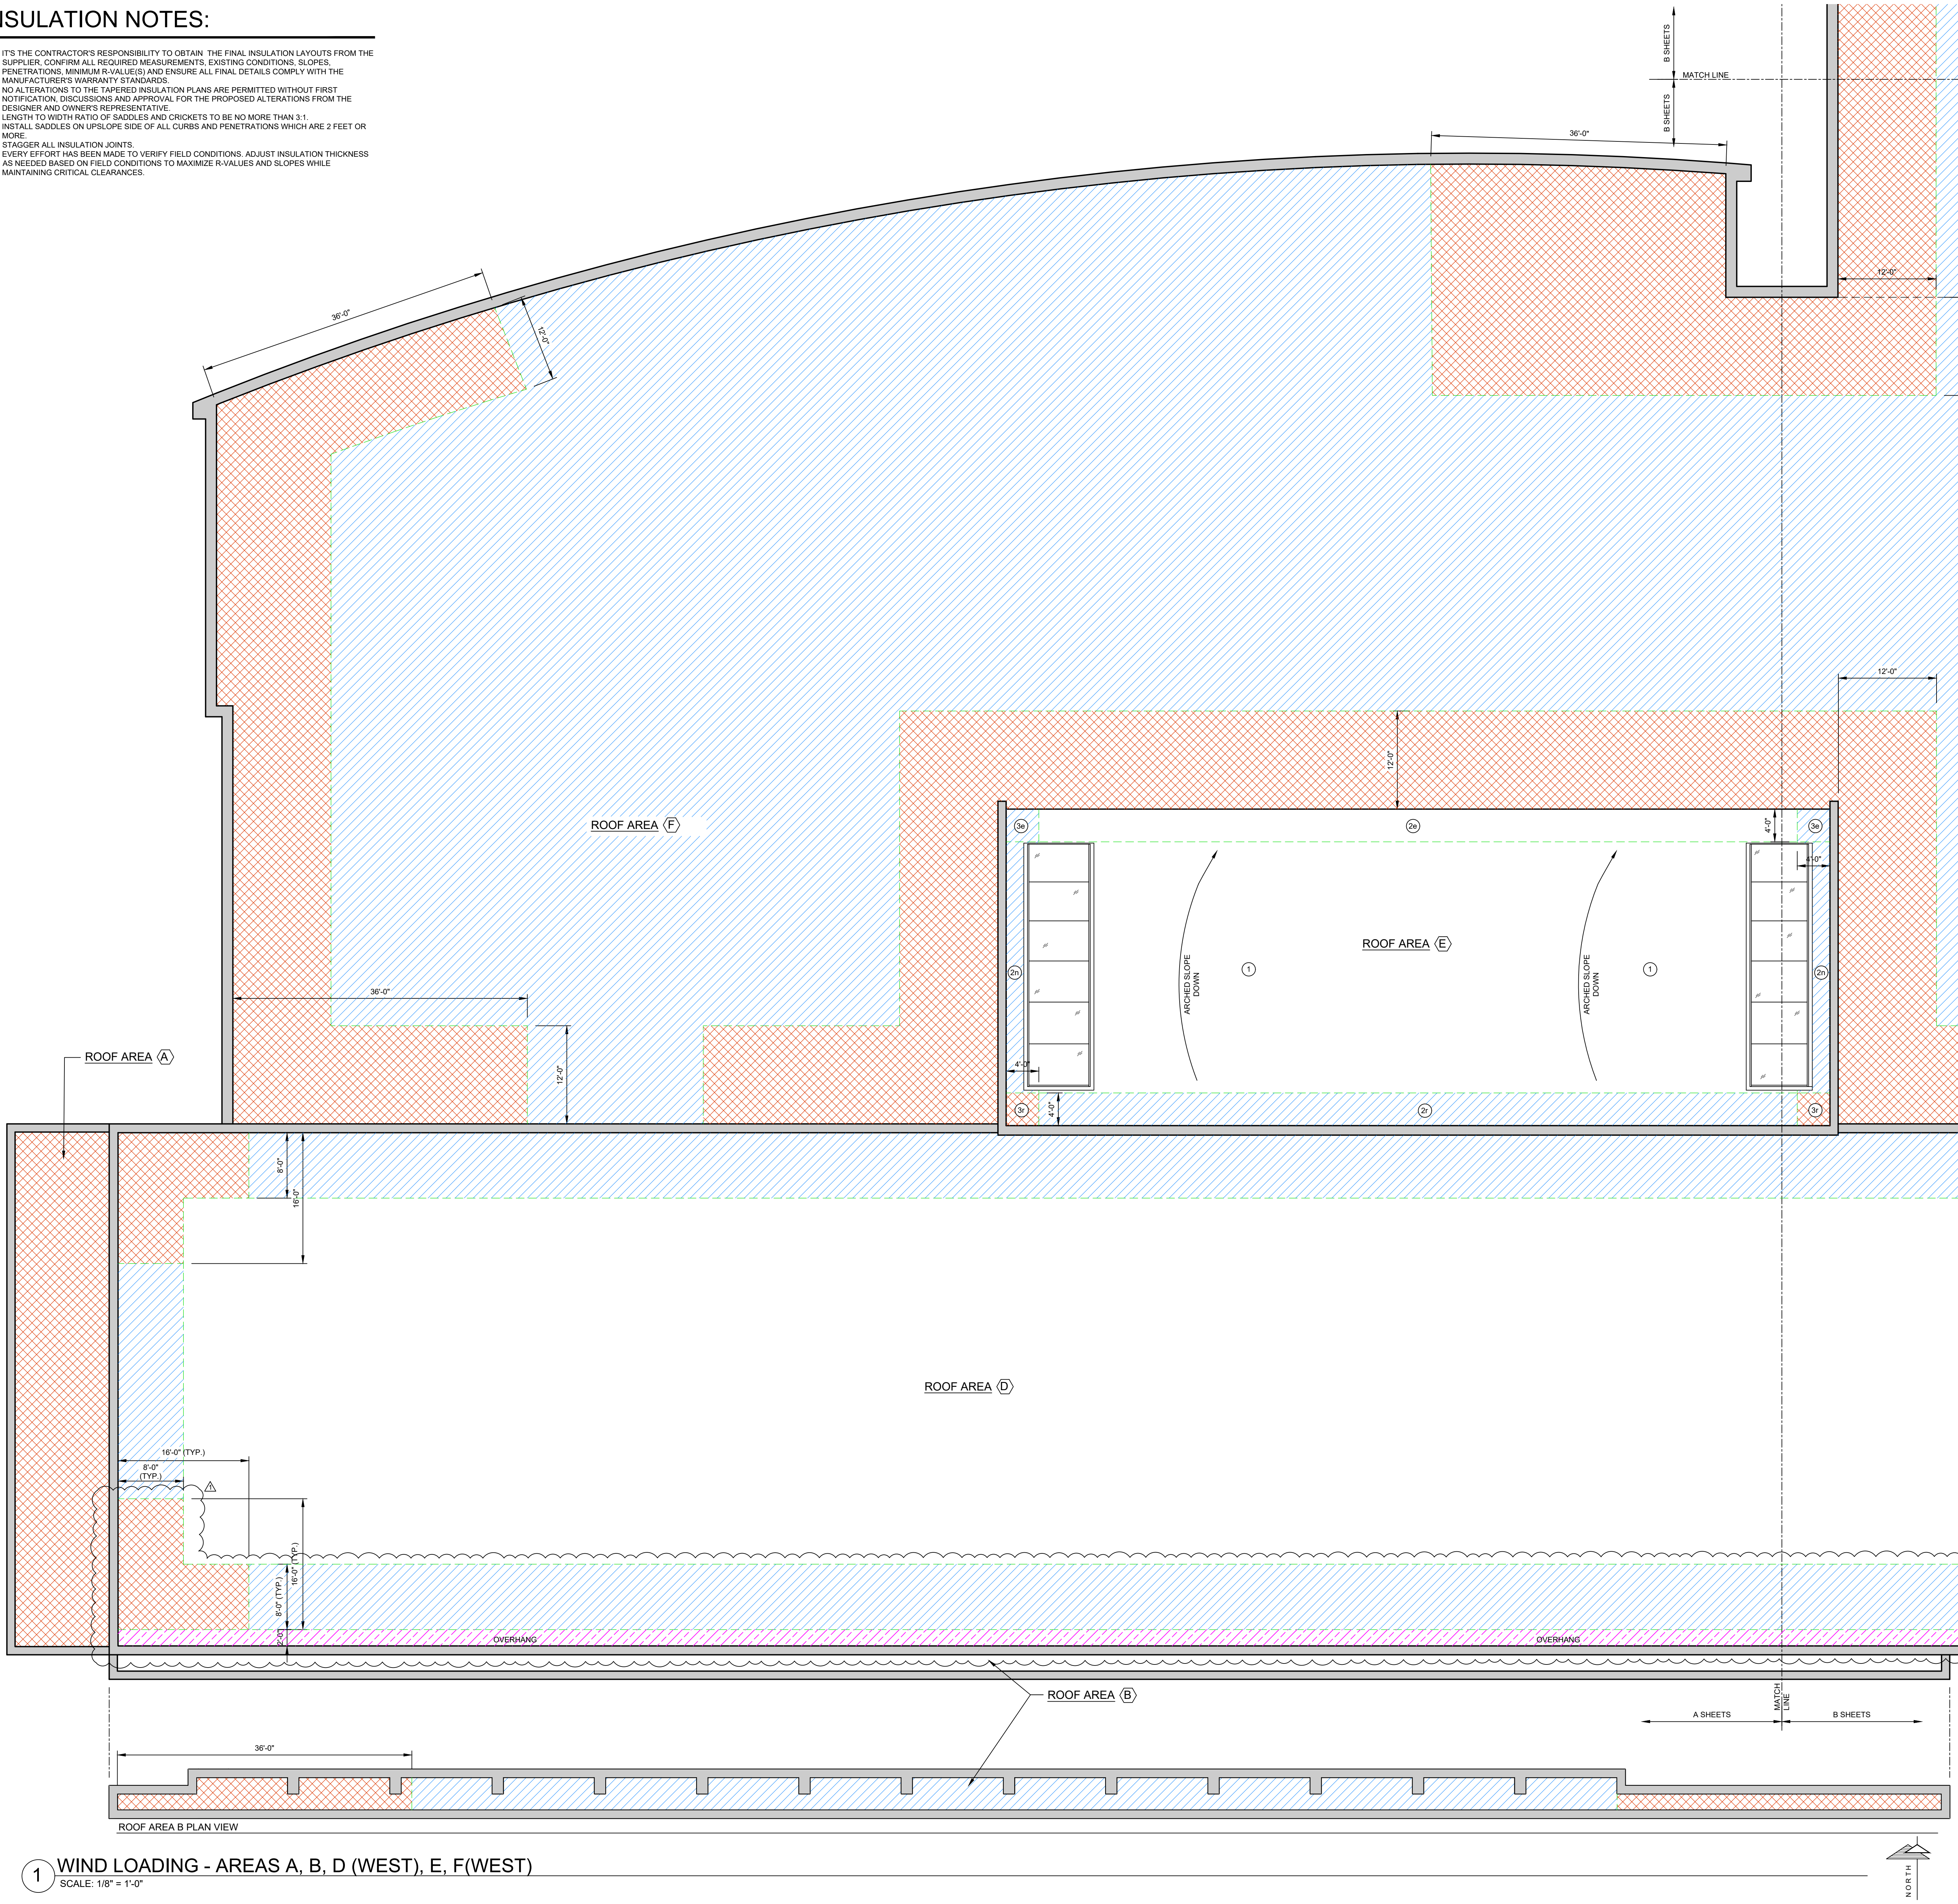 NSULATION NOTES:
IT'S THE CONTRACTOR'S RESPONSIBILITY TO OBTAIN THE FINAL INSULATION LAYOUTS FROM THE
SUPPLIER, CONFIRM ALL REQUIRED MEASUREMENTS, EXISTING CONDITIONS, SLOPES,
PENETRATIONS, MINIMUM R-VALUE(S) AND ENSURE ALL FINAL DETAILS COMPLY WITH THE
MANUFACTURER'S WARRANTY STANDARDS.
NO ALTERATIONS TO THE TAPERED INSULATION PLANS ARE PERMITTED WITHOUT FIRST
NOTIFICATION, DISCUSSIONS AND APPROVAL FOR THE PROPOSED ALTERATIONS FROM THE
DESIGNER AND OWNER'S REPRESENTATIVE.
LENGTH TO WIDTH RATIO OF SADDLES AND CRICKETS TO BE NO MORE THAN 3:1.
INSTALL SADDLES ON UPSLOPE SIDE OF ALL CURBS AND PENETRATIONS WHICH ARE 2 FEET OR
MORE.
STAGGER ALL INSULATION JOINTS.
EVERY EFFORT HAS BEEN MADE TO VERIFY FIELD CONDITIONS. ADJUST INSULATION THICKNESS
AS NEEDED BASED ON FIELD CONDITIONS TO MAXIMIZE R-VALUES AND SLOPES WHILE
MAINTAINING CRITICAL CLEARANCES.
B SHEETS
MATCH LINE
B SHEETS
36'-0"
12'-0"
36'-0"
12'-0"
12'-0"
12'-0"
ROOF AREA F
3e
2e
3e
4'-0"
4'-0"
ROOF AREA E
2n
ARCHED SLOPE
DOWN
1
ARCHED SLOPE
DOWN
1
2n
36'-0"
12'-0"
4'-0"
3r
4'-0"
2r
3r
ROOF AREA A
8'-0"
16'-0"
ROOF AREA D
16'-0" (TYP.)
8'-0"
(TYP.)
1
16'-0" (TYP.)
8'-0" (TYP.)
2'-0"
OVERHANG
OVERHANG
ROOF AREA B
MATCH
LINE
A SHEETS
B SHEETS
36'-0"
ROOF AREA B PLAN VIEW
1
WIND LOADING - AREAS A, B, D (WEST), E, F(WEST)
SCALE: 1/8" = 1'-0"
NORTH